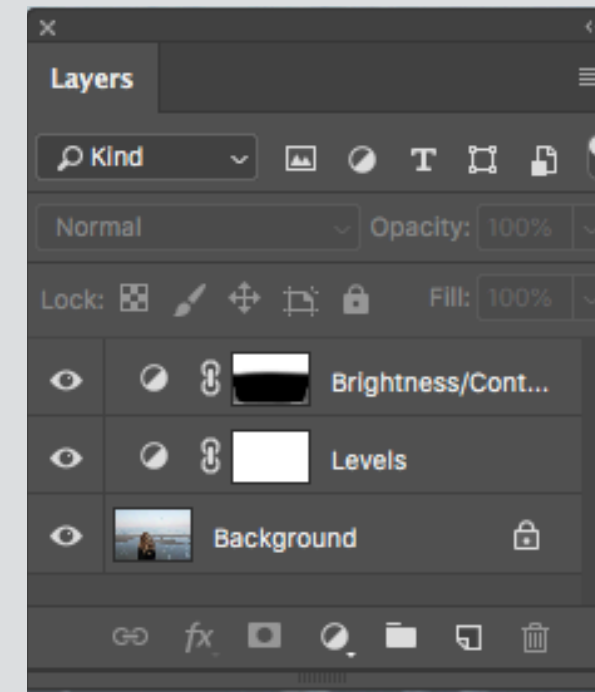 Layers
Kind
Normal Opacity: 100%
Lock: Fill: 100%
Brightness/Cont...
Levels
Background
fx